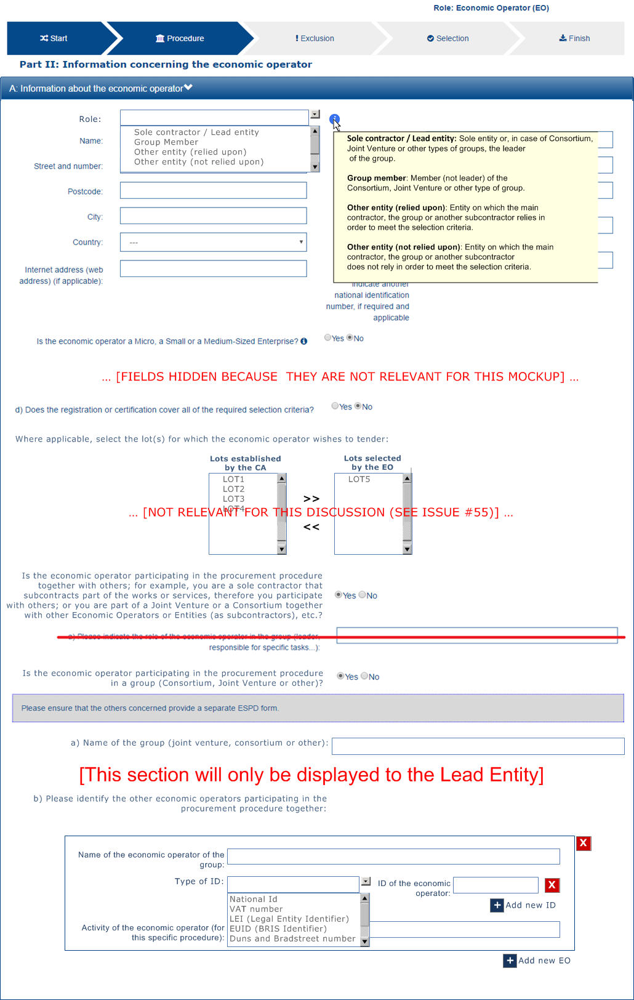 Role: Economic Operator (EO)
Start
Procedure
Exclusion
Selection
Finish
Part II: Information concerning the economic operator
A: Information about the economic operator
Role:
Sole contractor / Lead entity
Group Member
Other entity (relied upon)
Other entity (not relied upon)
Name:
Street and number:
Postcode:
City:
Country:
---
Internet address (web
address) (if applicable):
Sole contractor / Lead entity: Sole entity or, in case of Consortium,
Joint Venture or other types of groups, the leader
of the group.
Group member: Member (not leader) of the
Consortium, Joint Venture or other type of group.
Other entity (relied upon): Entity on which the main
contractor, the group or another subcontractor relies in
order to meet the selection criteria.
Other entity (not relied upon): Entity on which the main
contractor, the group or another subcontractor
does not rely in order to meet the selection criteria.
indicate another
national identification
number, if required and
applicable
Is the economic operator a Micro, a Small or a Medium-Sized Enterprise?
Yes No
... [FIELDS HIDDEN BECAUSE THEY ARE NOT RELEVANT FOR THIS MOCKUP] ...
d) Does the registration or certification cover all of the required selection criteria?
Yes No
Where applicable, select the lot(s) for which the economic operator wishes to tender:
Lots established
by the CA
Lots selected
by the EO
LOT1
LOT2
LOT3
LOT4
>>
<<
LOT5
... [NOT RELEVANT FOR THIS DISCUSSION (SEE ISSUE #55)] ...
Is the economic operator participating in the procurement procedure
together with others; for example, you are a sole contractor that
subcontracts part of the works or services, therefore you participate
with others; or you are part of a Joint Venture or a Consortium together
with other Economic Operators or Entities (as subcontractors), etc.?
Yes No
a) Please indicate the role of the economic operator in the group (leader,
responsible for specific tasks...):
Is the economic operator participating in the procurement procedure
in a group (Consortium, Joint Venture or other)?
Yes No
Please ensure that the others concerned provide a separate ESPD form.
a) Name of the group (joint venture, consortium or other):
[This section will only be displayed to the Lead Entity]
b) Please identify the other economic operators participating in the
procurement procedure together:
X
Name of the economic operator of the
group:
Type of ID:
National Id
VAT number
LEI (Legal Entity Identifier)
EUID (BRIS Identifier)
Duns and Bradstreet number
ID of the economic
operator:
X
+ Add new ID
Activity of the economic operator (for
this specific procedure):
+ Add new EO